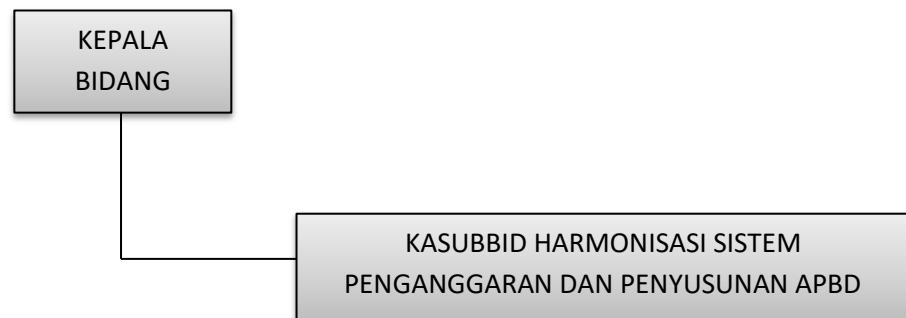 KEPALA
BIDANG
KASUBBID HARMONISASI SISTEM
PENGANGGARAN DAN PENYUSUNAN APBD